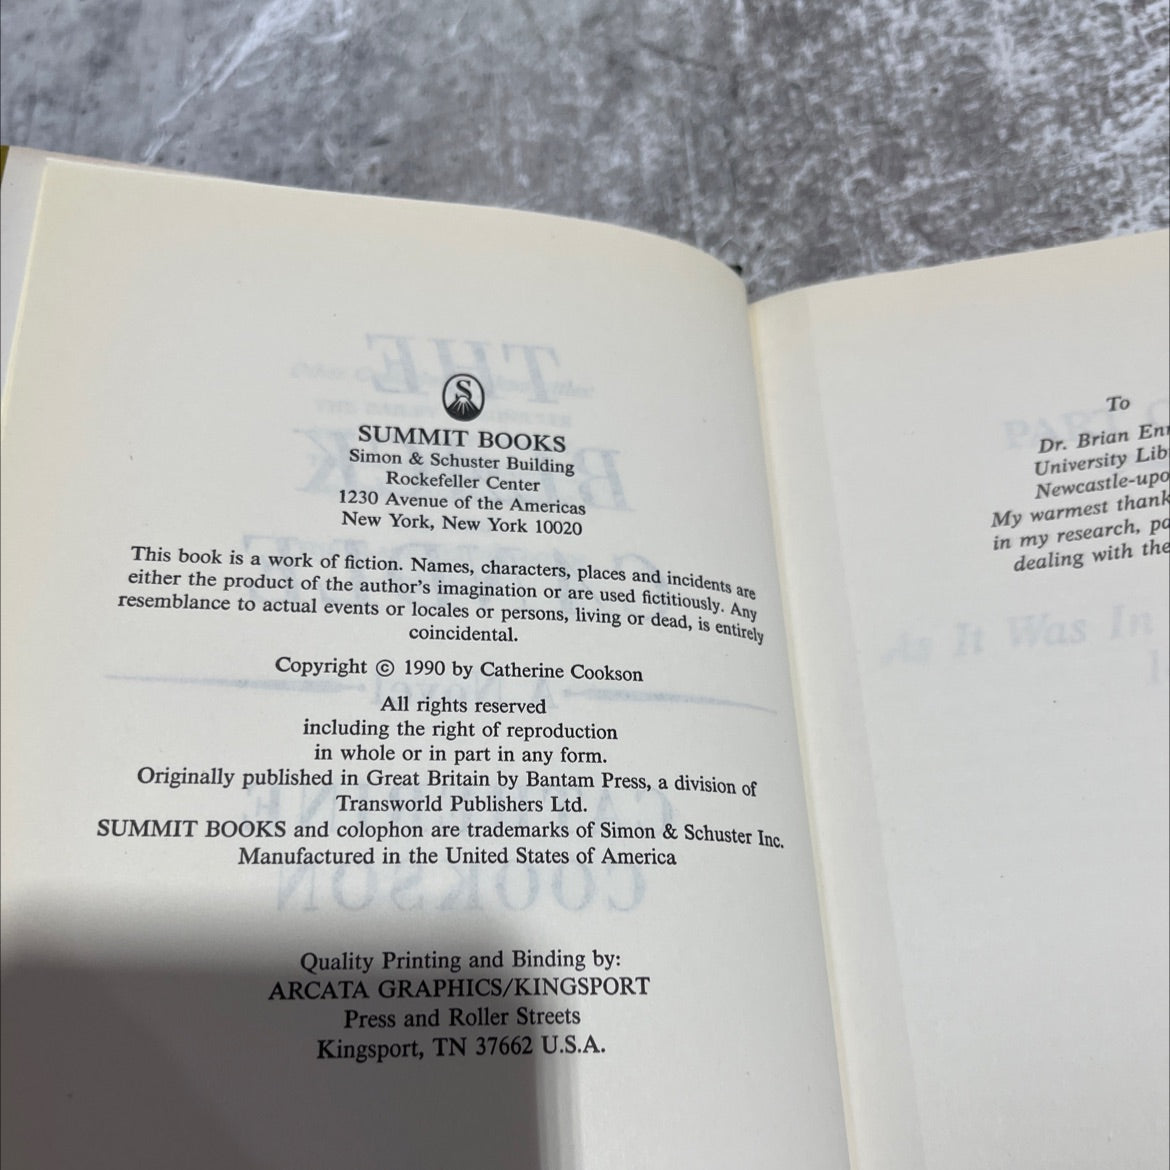 S
SUMMIT BOOKS
Simon & Schuster Building
Rockefeller Center
1230 Avenue of the Americas
New York, New York 10020
This book is a work of fiction. Names, characters, places and incidents are
either the product of the author's imagination or are used fictitiously. Any
resemblance to actual events or locales or persons, living or dead, is entirely
coincidental.
Copyright © 1990 by Catherine Cookson
All rights reserved
including the right of reproduction
in whole or in part in any form.
Originally published in Great Britain by Bantam Press, a division of
Transworld Publishers Ltd.
SUMMIT BOOKS and colophon are trademarks of Simon & Schuster Inc.
Manufactured in the United States of America
Quality Printing and Binding by:
ARCATA GRAPHICS/KINGSPORT
Press and Roller Streets
Kingsport, TN 37662 U.S.A.
To
Dr. Brian
University
My warmest
in my research,
dealing with the
As It Was In